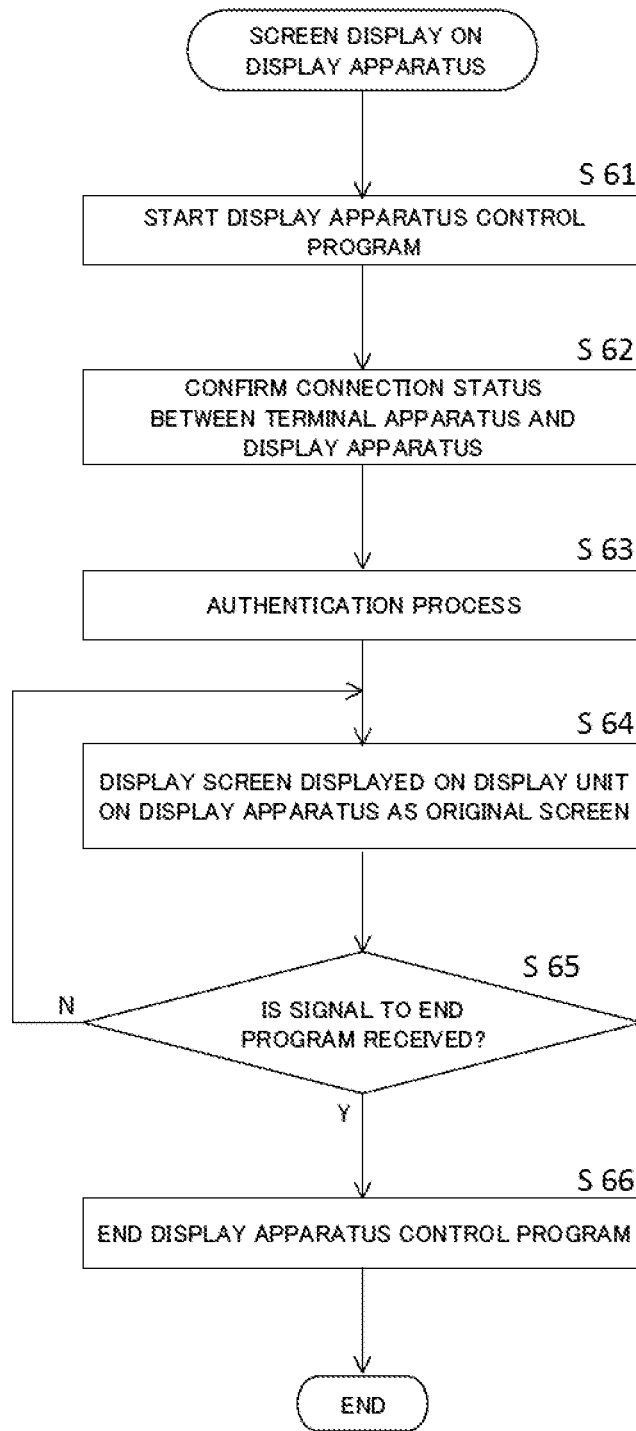 SCREEN DISPLAY ON
DISPLAY APPARATUS
S 61
START DISPLAY APPARATUS CONTROL
PROGRAM
S 62
CONFIRM CONNECTION STATUS
BETWEEN TERMINAL APPARATUS AND
DISPLAY APPARATUS
S 63
AUTHENTICATION PROCESS
S 64
DISPLAY SCREEN DISPLAYED ON DISPLAY UNIT
ON DISPLAY APPARATUS AS ORIGINAL SCREEN
S 65
N
IS SIGNAL TO END
PROGRAM RECEIVED?
Y
S 66
END DISPLAY APPARATUS CONTROL PROGRAM
END